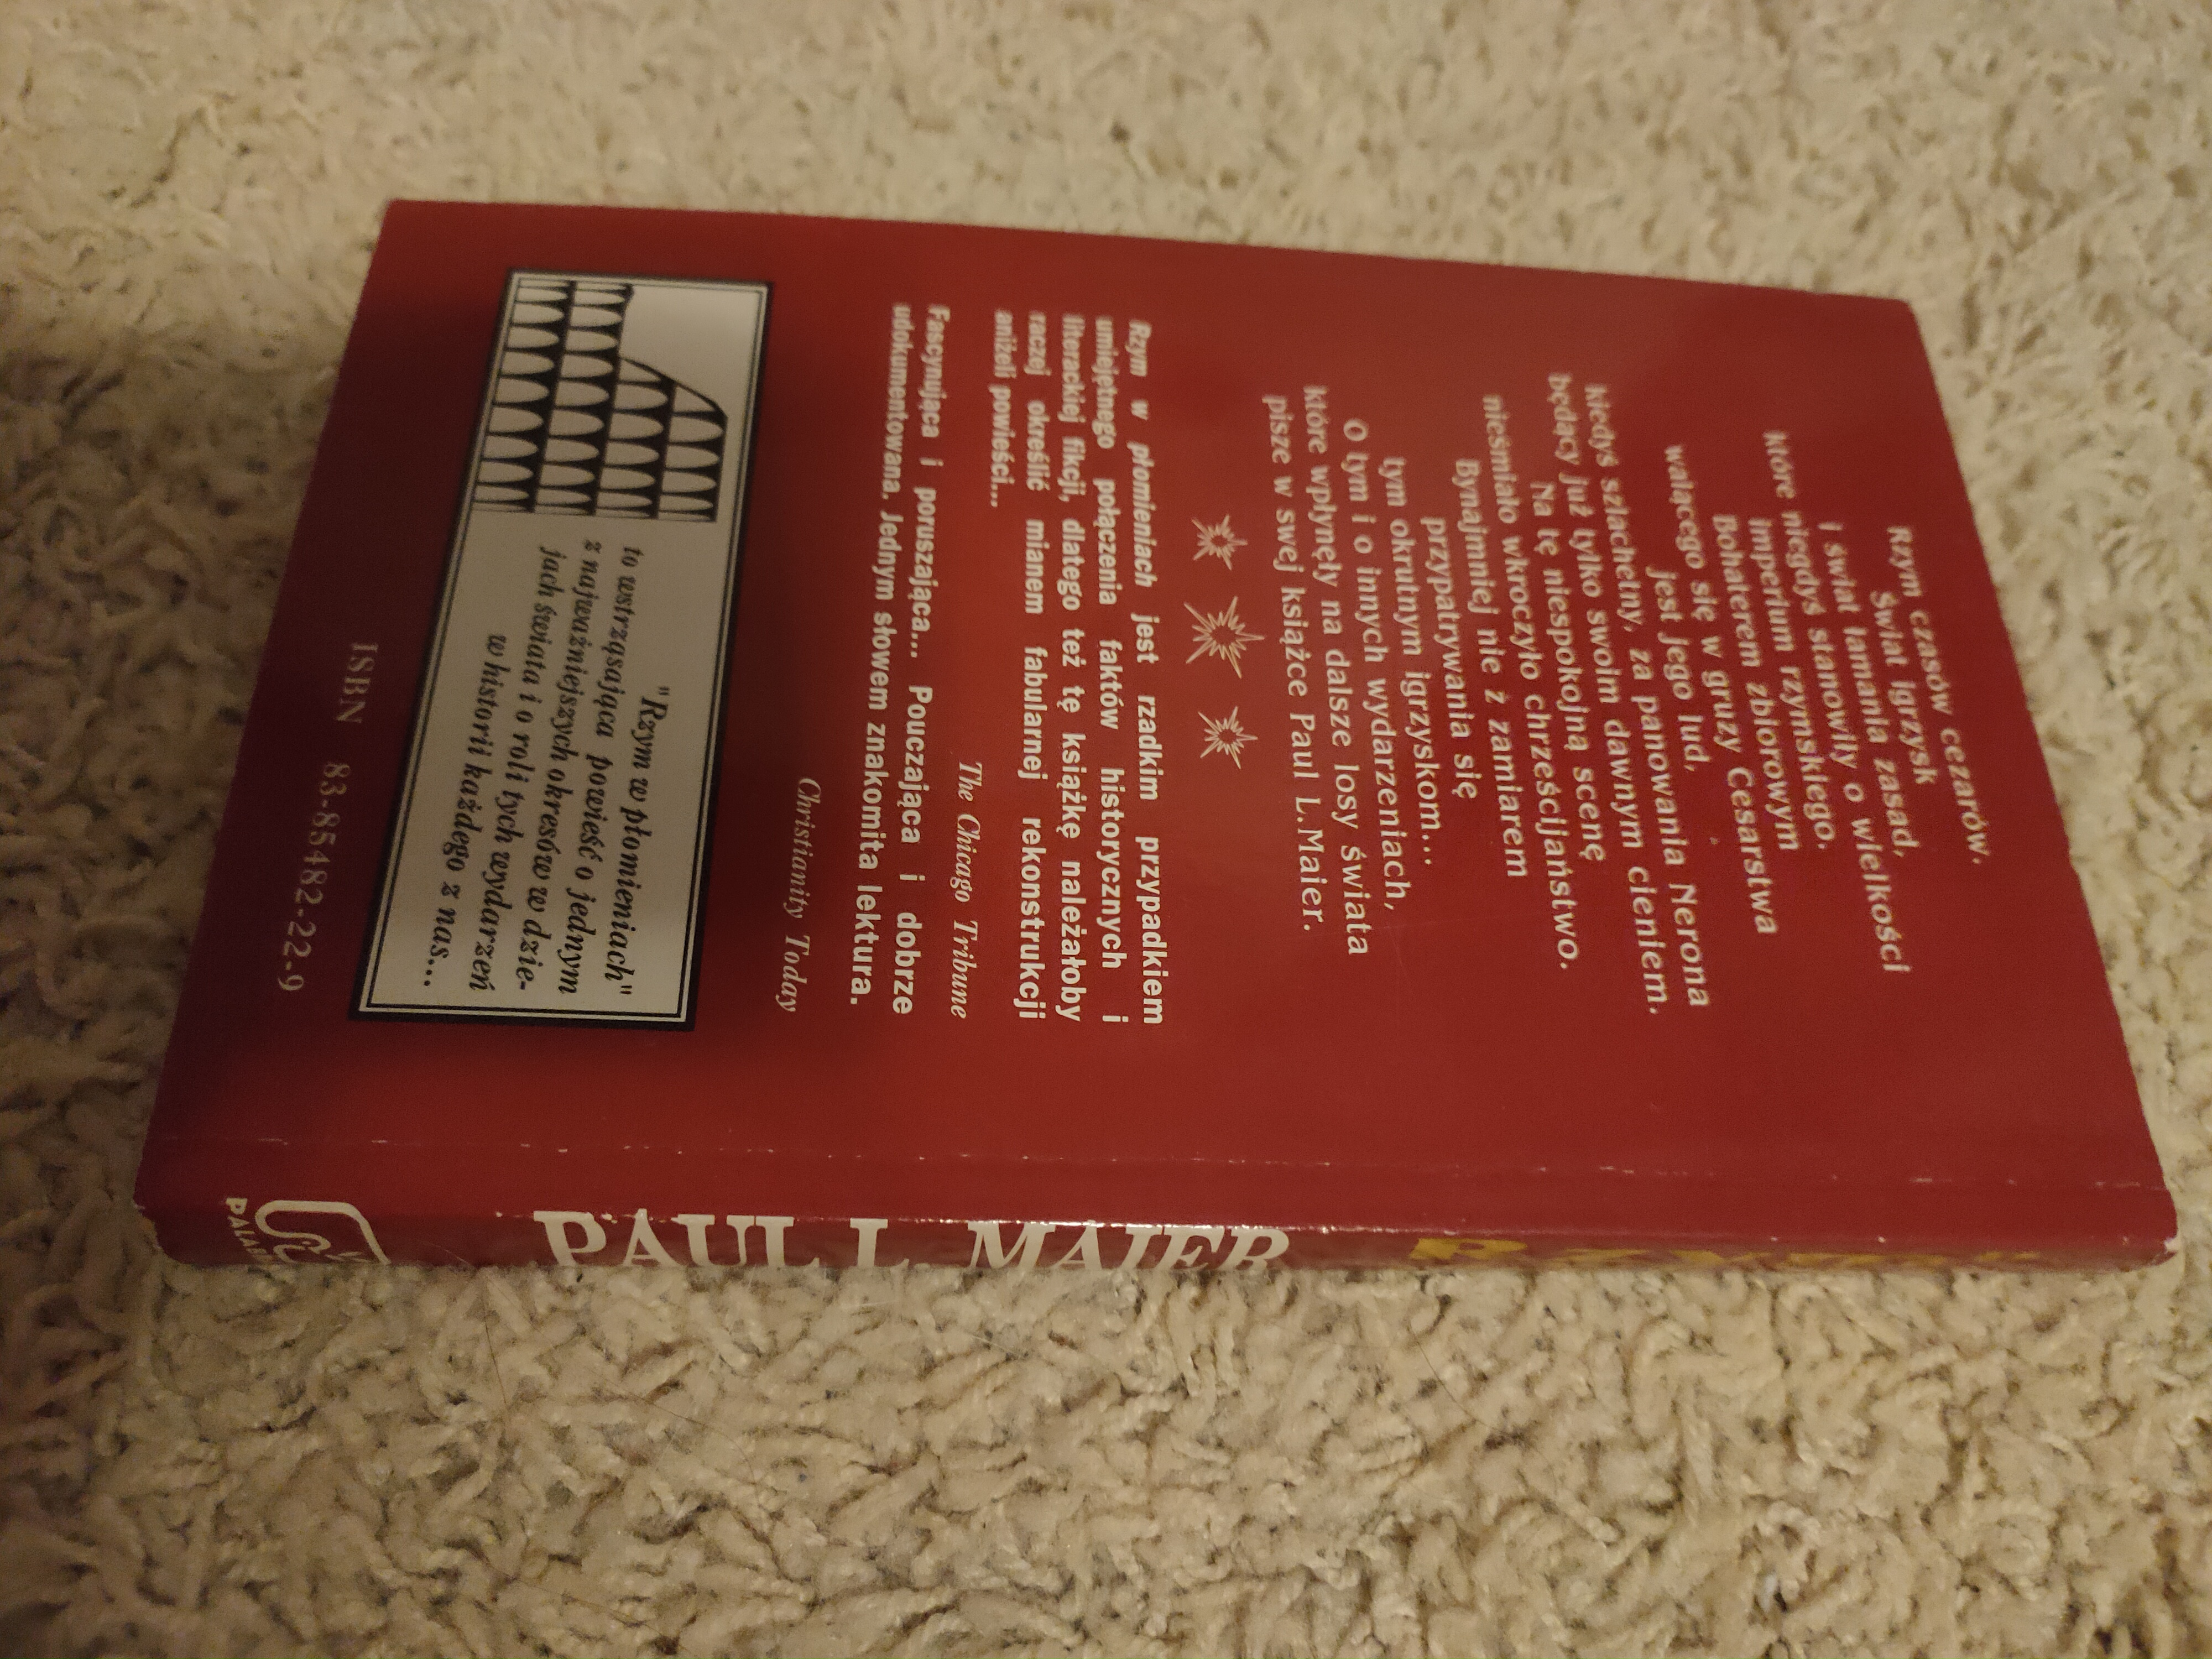 Rzym czasów cezarów.
Świat igrzysk
i świat łamania zasad,
które niegdyś stanowiły o wielkości
Imperium rzymskiego.
Bohaterem zbiorowym
walącego się w gruzy Cesarstwa
jest jego lud,
kiedyś szlachetny, za panowania Nerona
będący już tylko swoim dawnym cieniem.
Na tę niespokojną scenę
nieśmiało wkroczyło chrześcijaństwo.
Bynajmniej nie z zamiarem
przypatrywania się
tym okrutnym igrzyskom...
O tym i o innych wydarzeniach,
które wpłynęły na dalsze losy świata
pisze w swej książce Paul L.Maier.
Rzym w płomieniach jest rzadkim przypadkiem
umiejętnego połączenia faktów historycznych i
literackiej fikcji, dlatego też tę książkę należałoby
raczej określić mianem fabularnej rekonstrukcji
aniżeli powieści...
The Chicago Tribune
Fascynująca i poruszająca... Pouczająca i dobrze
udokumentowana. Jednym słowem znakomita lektura.
Christianity Today
"Rzym w płomieniach"
to wstrząsająca powieść o jednym
z najważniejszych okresów w dzie-
jach świata i o roli tych wydarzeń
w historii każdego z nas...
ISBN 83-85482-22-9
PAUL L. MAIER